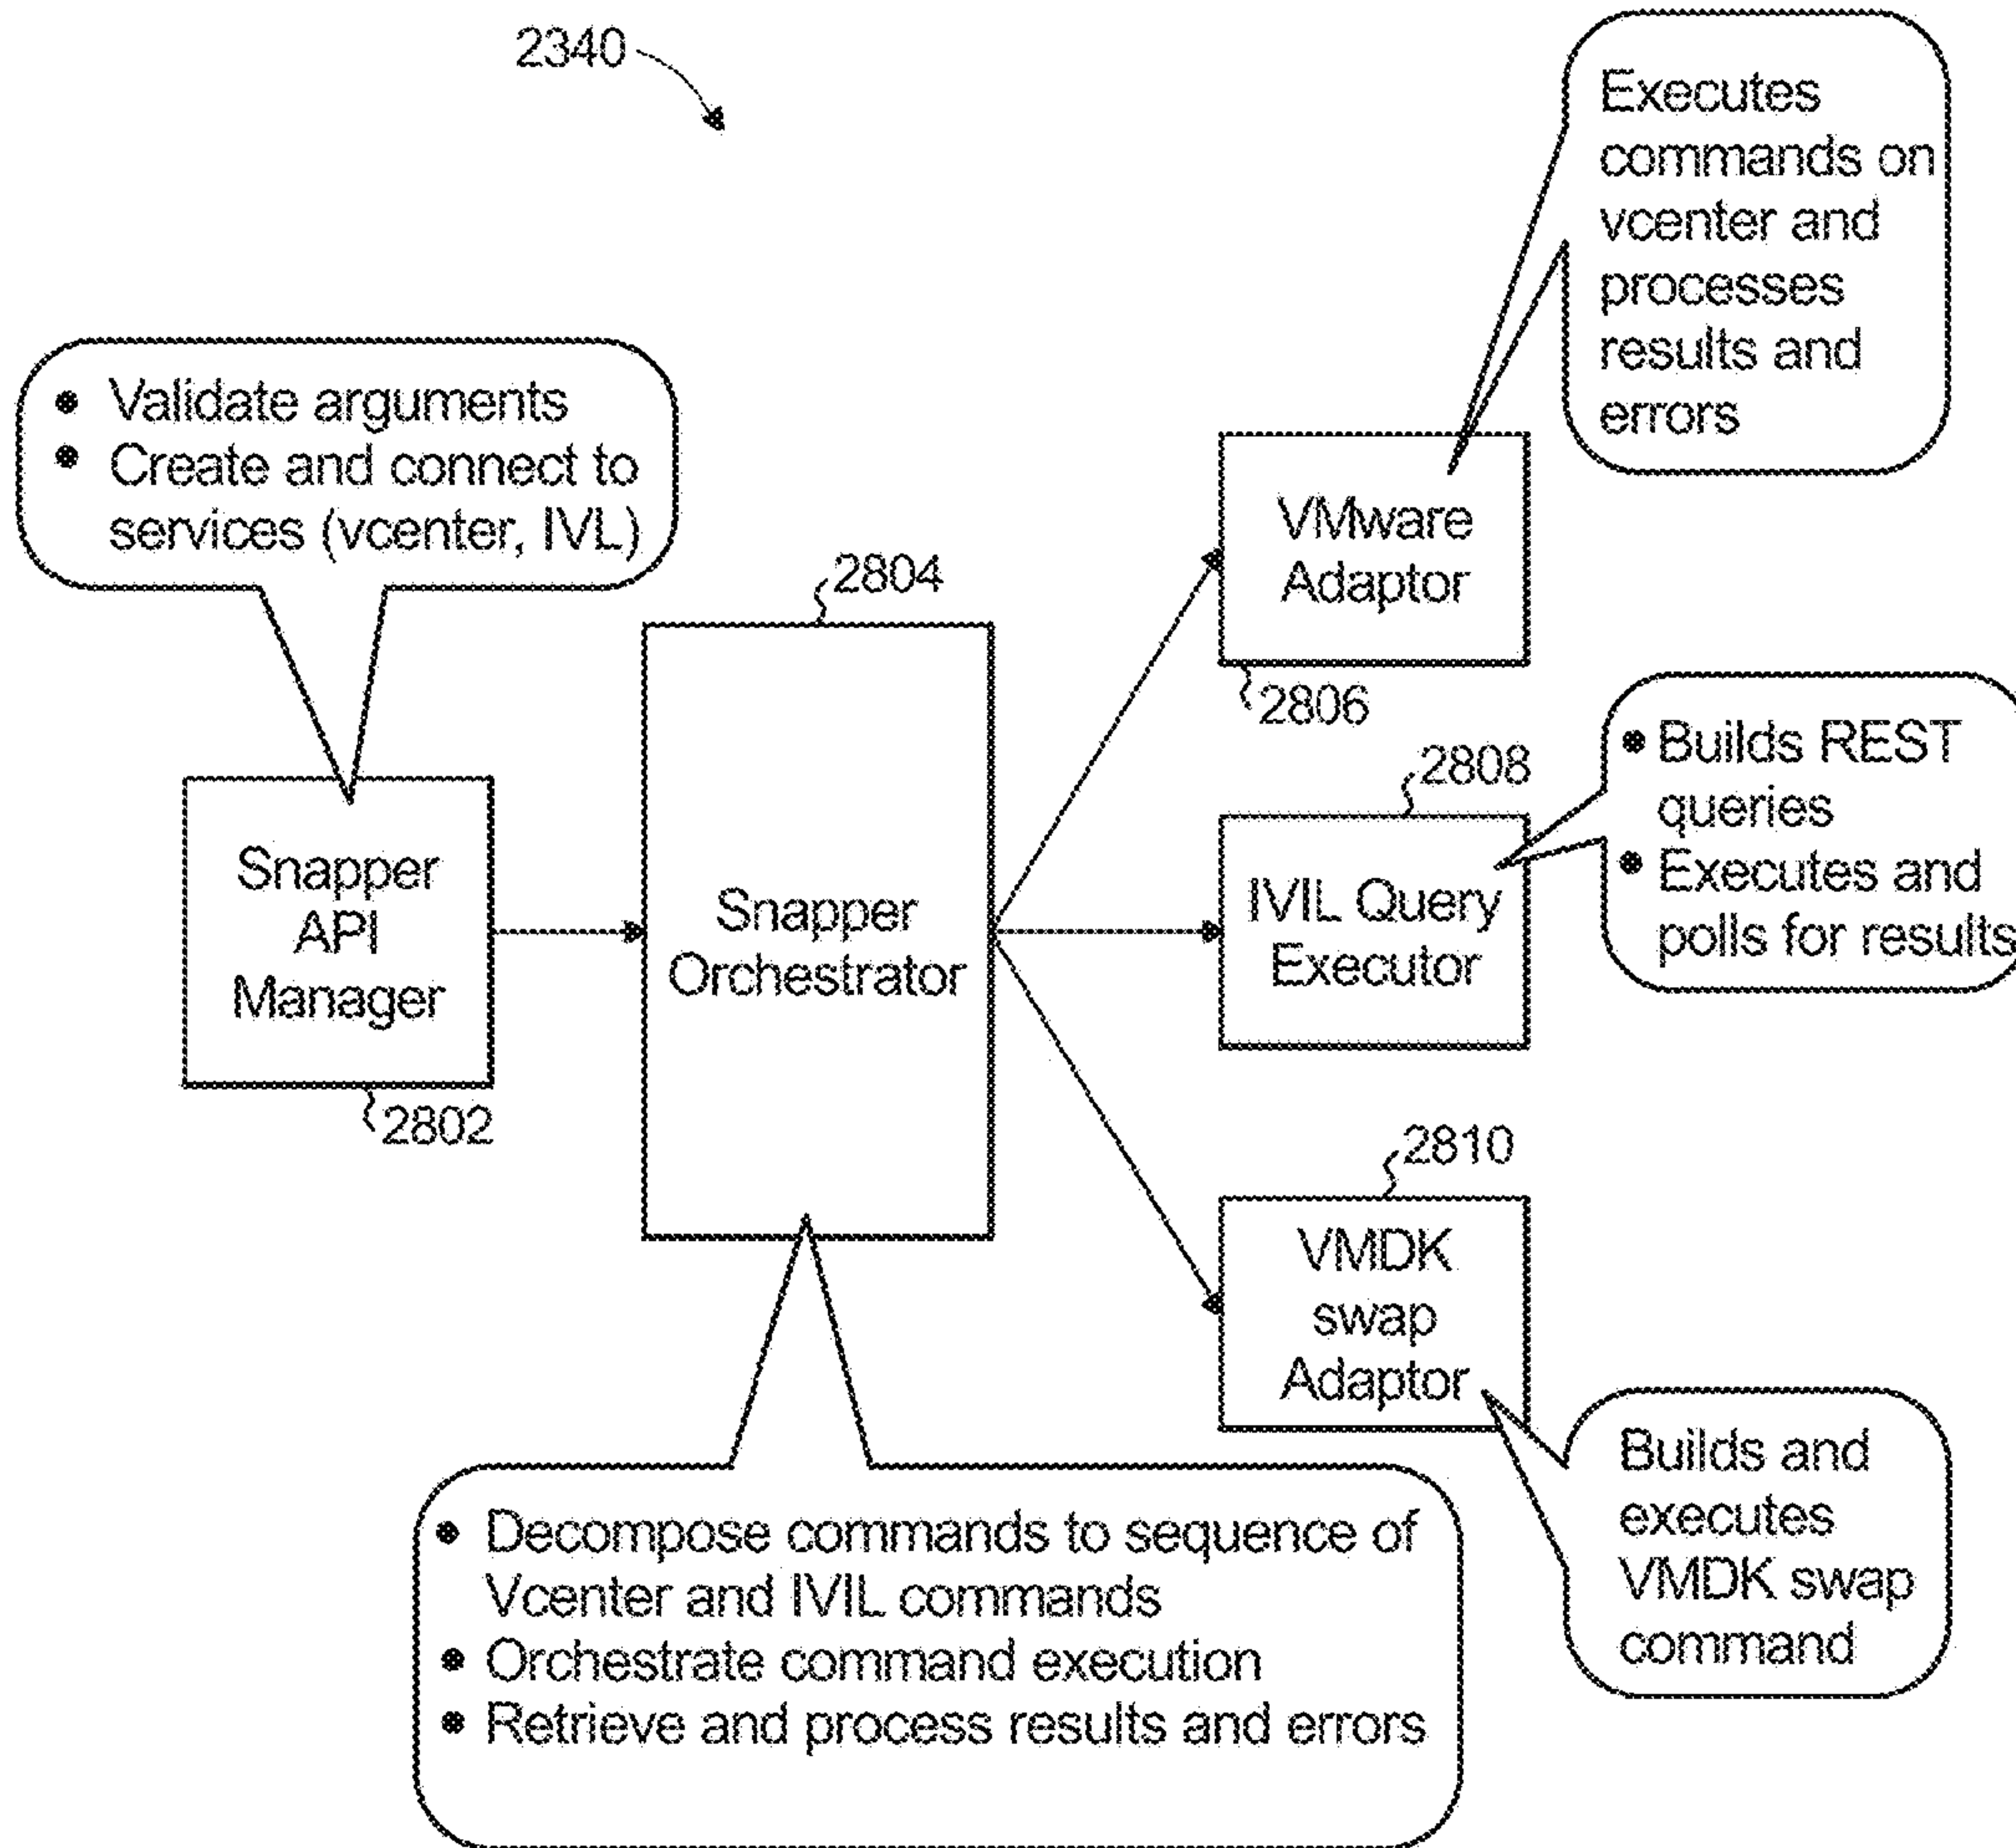 2340
Executes
commands on
vcenter and
processes
results and
errors
• Validate arguments
• Create and connect to
services (vcenter, IVL)
2804
VMware
Adaptor
2806
• Builds REST
queries
• Executes and
polls for results
2808
Snapper
API
Manager
2802
Snapper
Orchestrator
IVIL Query
Executor
2810
VMDK
swap
Adaptor
Builds and
executes
VMDK swap
command
• Decompose commands to sequence of
Vcenter and IVIL commands
• Orchestrate command execution
• Retrieve and process results and errors